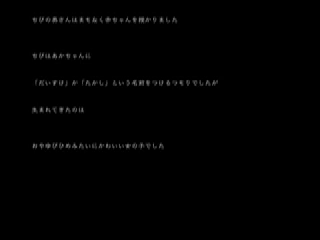 ちびの奥さんはまもなく赤ちゃんを授かりました
ちびはあかちゃんに
「だいすけ」か「たかし」という名前をつけるつもりでしたが
生まれてきたのは
おやゆびひめみたいにかわいい女の子でした